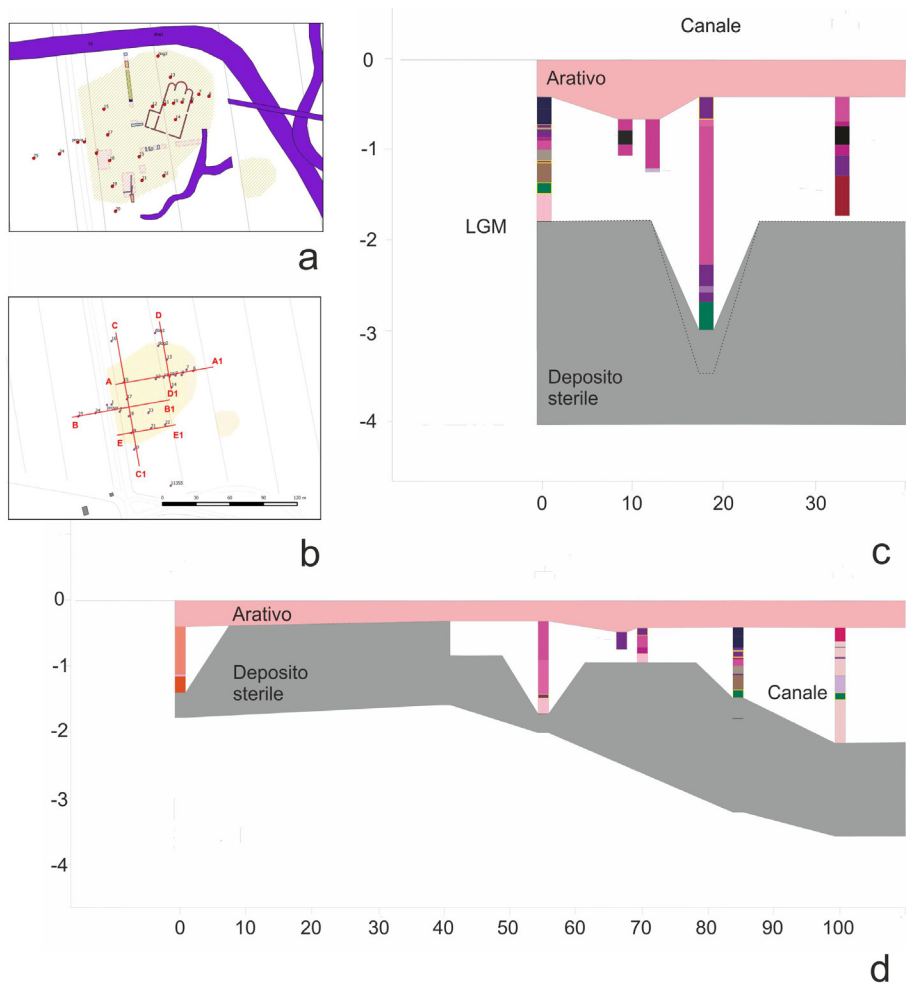 a
C
D
A1
A
D1
B1
B
E
E1
C1
0 30 60 90 120 m
b
Canale
0
Arativo
-1
LGM
-2
-3
Deposito
sterile
-4
0 10 20 30
c
0
Arativo
-1
Deposito
sterile
Canale
-2
-3
-4
0 10 20 30 40 50 60 70 80 90 100
d